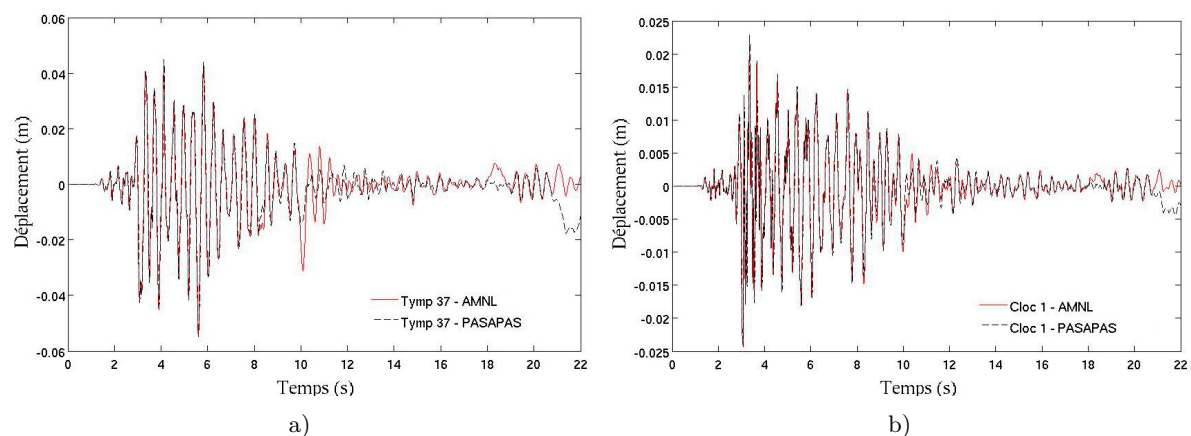 0.06
0.04
0.02
0
-0.02
-0.04
-0.06
Déplacement (m)
0 2 4 6 8 10 12 14 16 18 20 22
Temps (s)
Tymp 37 - AMNL
Tymp 37 - PASAPAS
a)
0.025
0.02
0.015
0.01
0.005
0
-0.005
-0.01
-0.015
-0.02
-0.025
Déplacement (m)
0 2 4 6 8 10 12 14 16 18 20 22
Temps (s)
Cloc 1 - AMNL
Cloc 1 - PASAPAS
b)